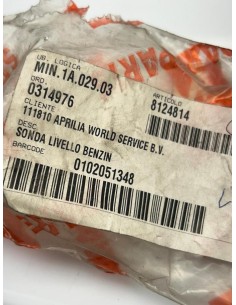 UB. LOGICA
MIN.1A.029.03
ORD.
0314976
ARTICOLO
8124814
CLIENTE
111810 APRILIA WORLD SERVICE B.V.
DESC.
SONDA LIVELLO BENZIN
BARCODE
0102051348